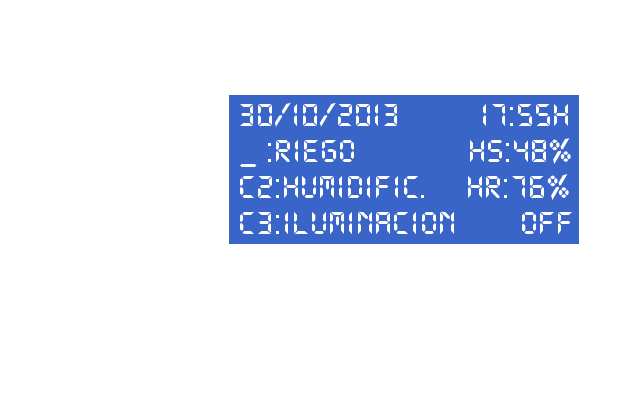 30/10/2013 17:55H
_ :RIEGO HS:48%
C2:HUMIDIFIC. HR:76%
C3:ILUMINACION OFF